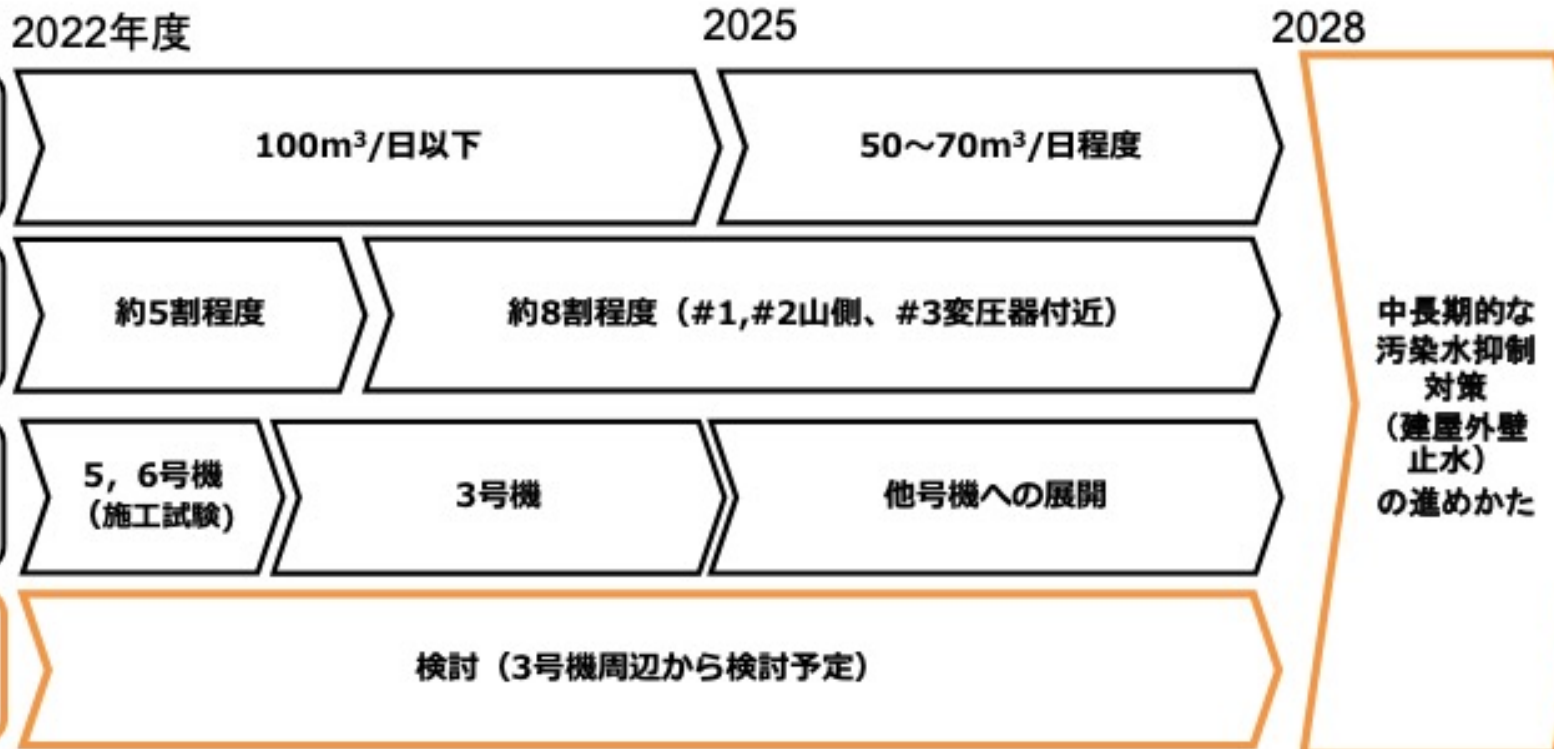 2022年度
2025
2028
100m³/日以下
50～70m³/日程度
約5割程度
約8割程度（#1,#2山側、#3変圧器付近）
5，6号機
（施工試験)
3号機
他号機への展開
検討（3号機周辺から検討予定）
中長期的な
汚染水抑制
対策
（建屋外壁
止水）
の進めかた